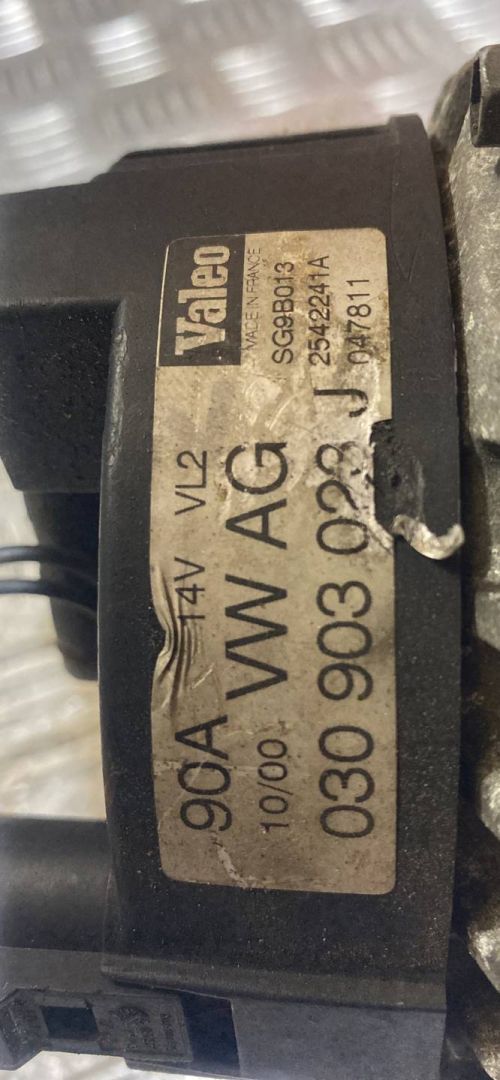 Valeo
MADE IN FRANCE
SG9B013
2542241A
047811
90A 14V VL2
10/00 VW AG
030 903 023 J